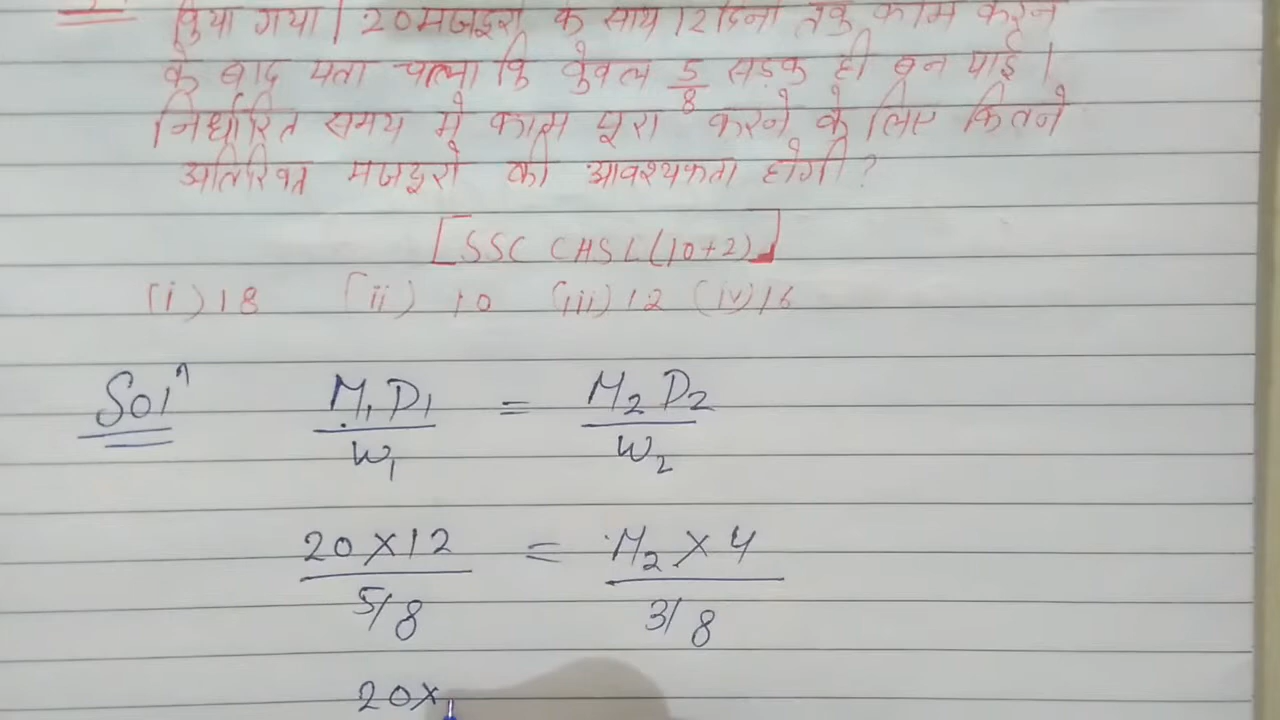 दिया गया | 20 मजदूरों के साथ 12 दिनों तक काम करने
के बाद पता चला कि केवल 5/8 सड़क ही बन पाई |
निर्धारित समय में काम पूरा करने के लिए कितने
अतिरिक्त मजदूरों की आवश्यकता होगी ?
[SSC CHSL (10+2)]
(i) 18 (ii) 10 (iii) 12 (iv) 16
Solⁿ M₁D₁/W₁ = M₂D₂/W₂
20×12/5/8 = M₂×4/3/8
20×